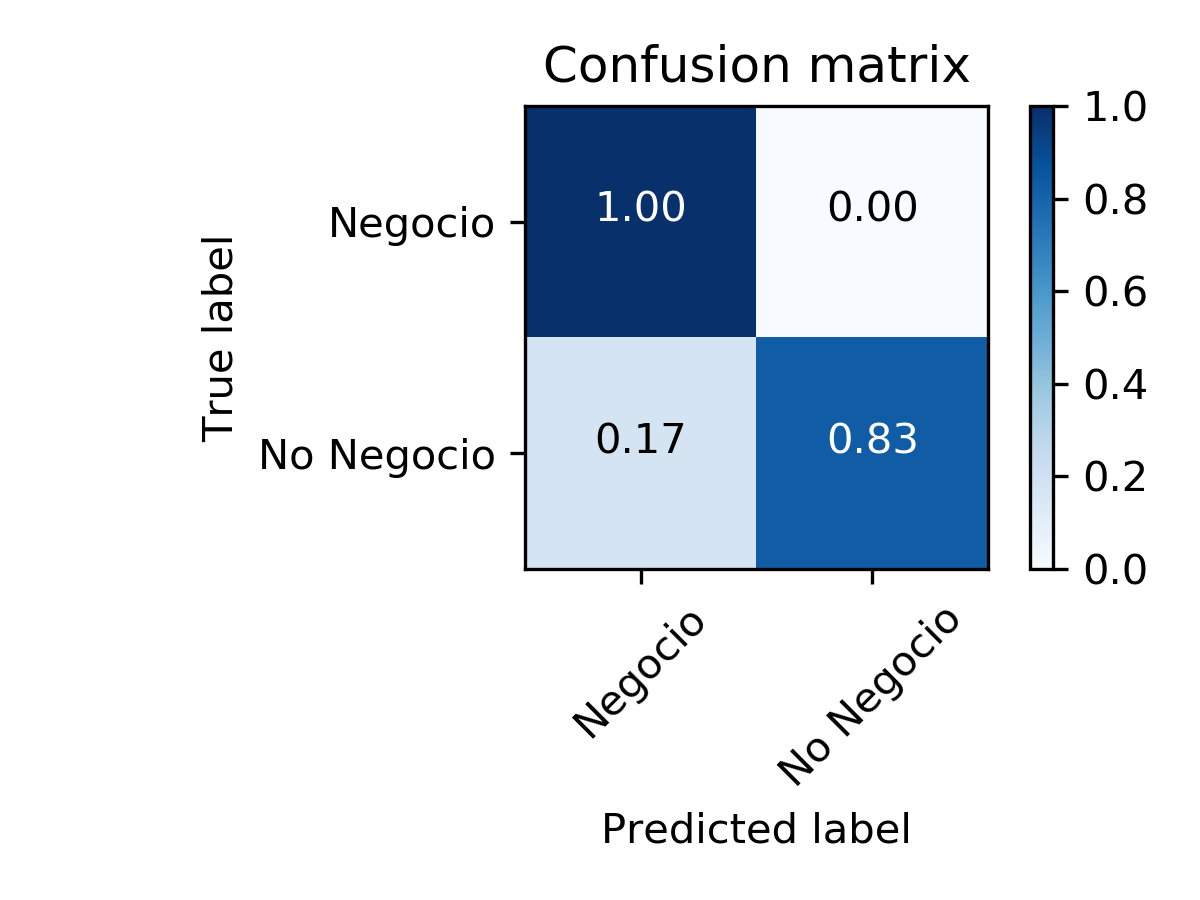 Confusion matrix
True label
Negocio
No Negocio
1.00 0.00
0.17 0.83
1.0
0.8
0.6
0.4
0.2
0.0
Negocio
No Negocio
Predicted label